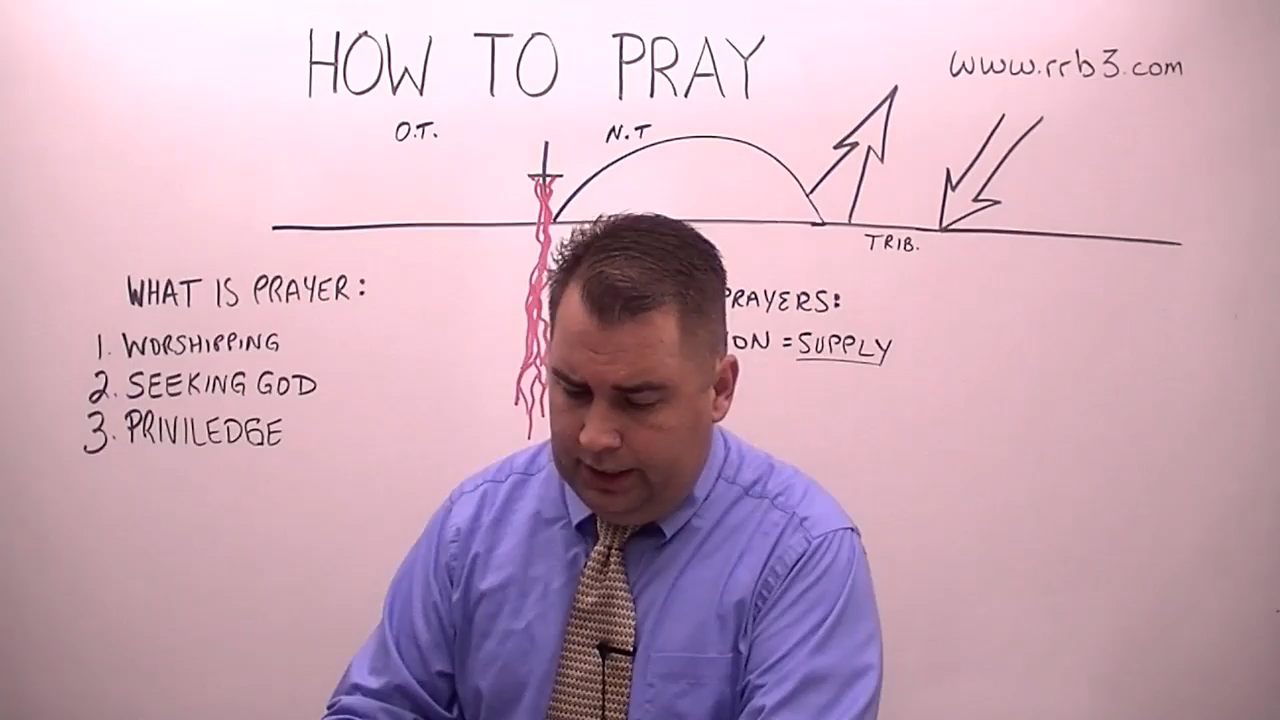 HOW TO PRAY
www.rrb3.com
O.T.
N.T
TRIB.
WHAT IS PRAYER:
1. WORSHIPPING
2. SEEKING GOD
3. PRIVILEDGE
PRAYERS:
ON = SUPPLY